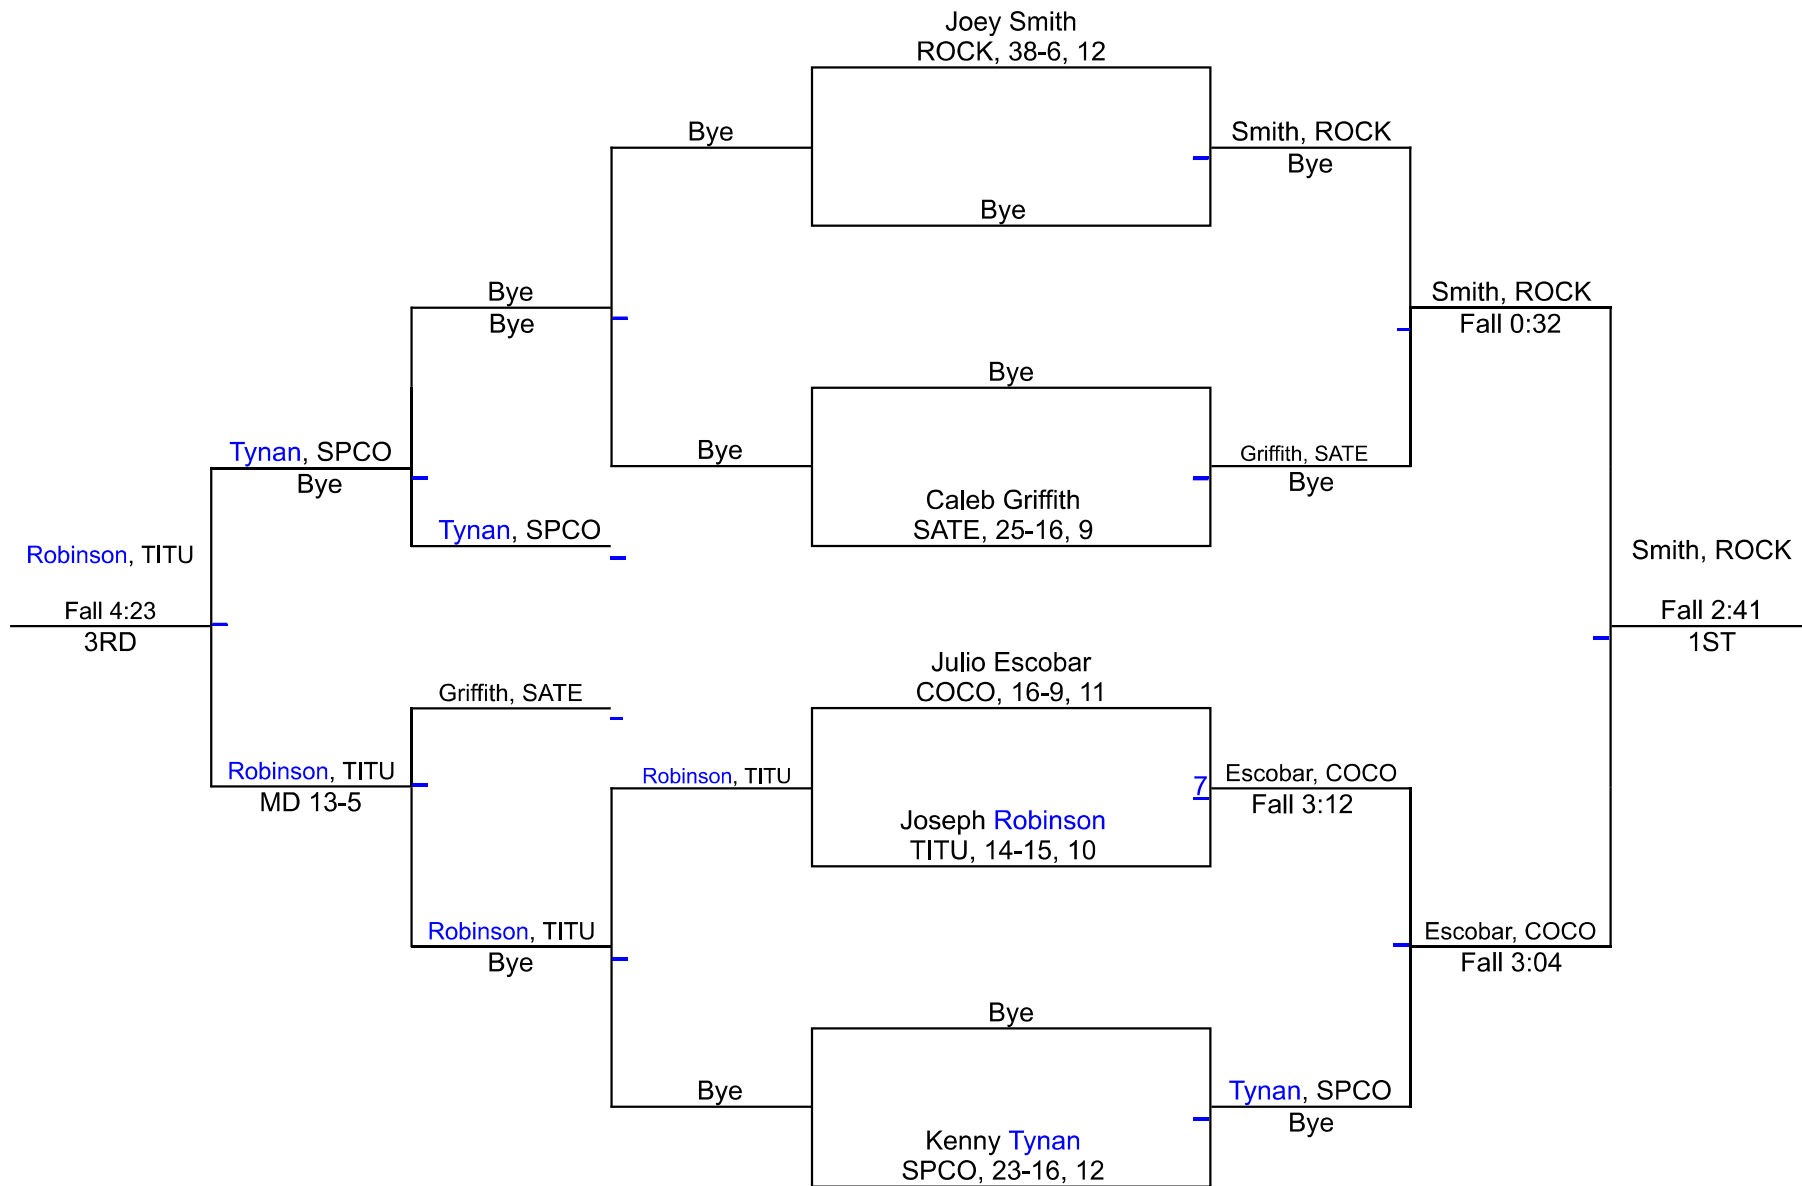 Joey Smith
ROCK, 38-6, 12
Bye
Smith, ROCK
Bye
Bye
Bye
Bye
Smith, ROCK
Fall 0:32
Bye
Tynan, SPCO
Bye
Bye
Griffith, SATE
Bye
Caleb Griffith
SATE, 25-16, 9
Tynan, SPCO
Robinson, TITU
Fall 4:23
3RD
Smith, ROCK
Fall 2:41
1ST
Julio Escobar
COCO, 16-9, 11
Griffith, SATE
Robinson, TITU
MD 13-5
Robinson, TITU
7
Escobar, COCO
Fall 3:12
Joseph Robinson
TITU, 14-15, 10
Robinson, TITU
Bye
Escobar, COCO
Fall 3:04
Bye
Bye
Tynan, SPCO
Bye
Kenny Tynan
SPCO, 23-16, 12